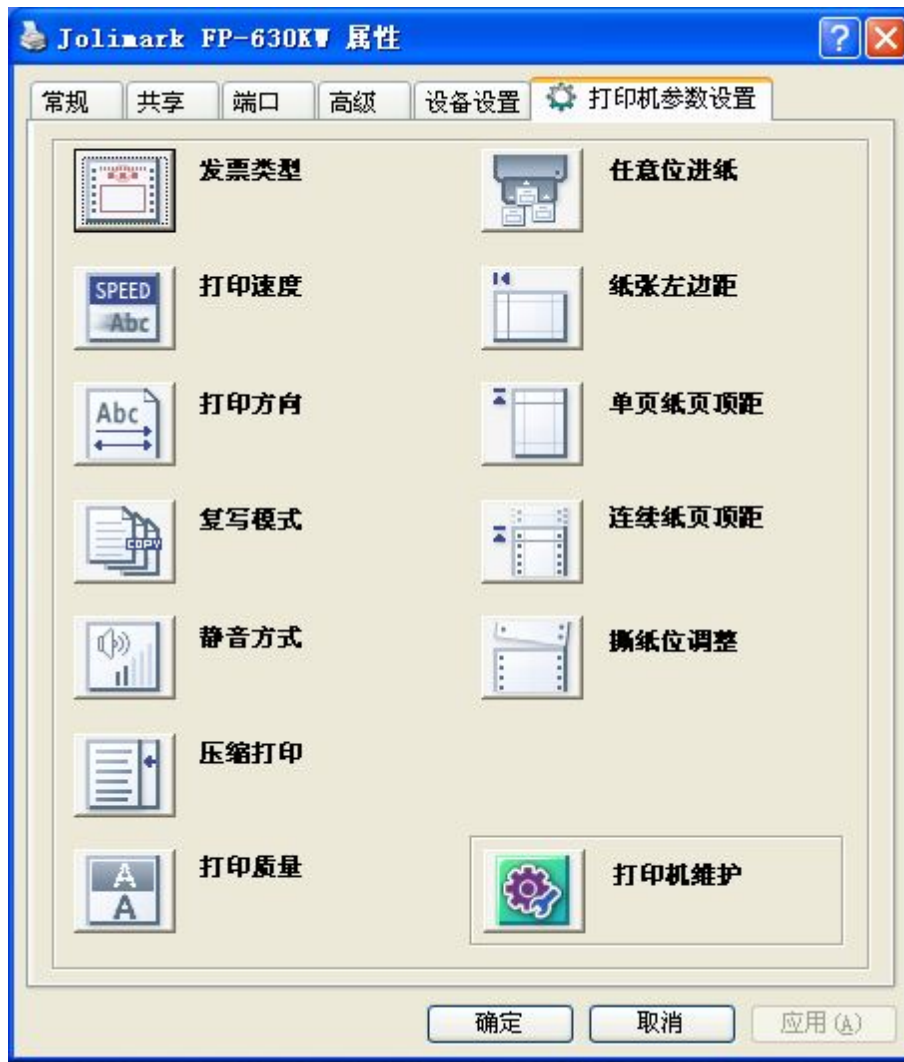 Jolimark FP-630KW 属性
常规 共享 端口 高级 设备设置 打印机参数设置
发票类型 任意位进纸
SPEED
Abc
打印速度 纸张左边距
Abc
打印方向 单页纸页顶距
COPY
复写模式 连续纸页顶距
静音方式 撕纸位调整
压缩打印
A
A
打印质量 打印机维护
确定 取消 应用(A)